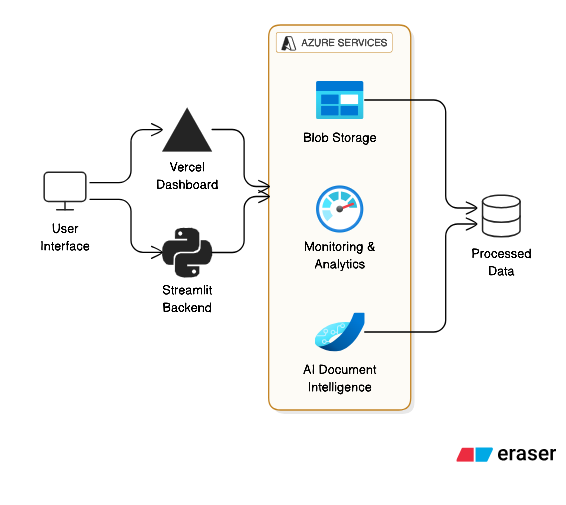 AZURE SERVICES
Blob Storage
Vercel
Dashboard
User
Interface
Monitoring &
Analytics
Processed
Data
Streamlit
Backend
AI Document
Intelligence
eraser